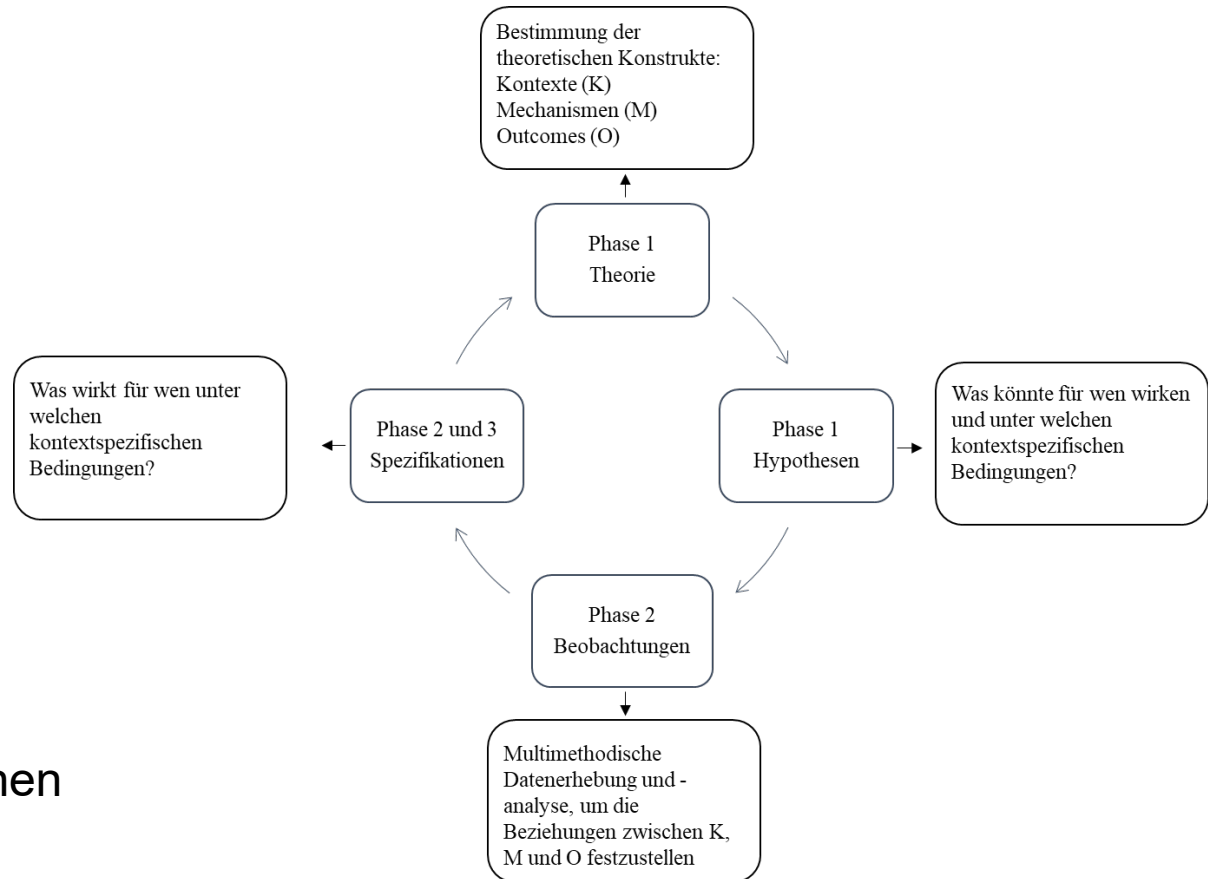 Bestimmung der
theoretischen Konstrukte:
Kontexte (K)
Mechanismen (M)
Outcomes (O)
Phase 1
Theorie
Was wirkt für wen unter
welchen
kontextspezifischen
Bedingungen?
Phase 2 und 3
Spezifikationen
Phase 1
Hypothesen
Was könnte für wen wirken
und unter welchen
kontextspezifischen
Bedingungen?
Phase 2
Beobachtungen
Multimethodische
Datenerhebung und -
analyse, um die
Beziehungen zwischen K,
M und O festzustellen
nen